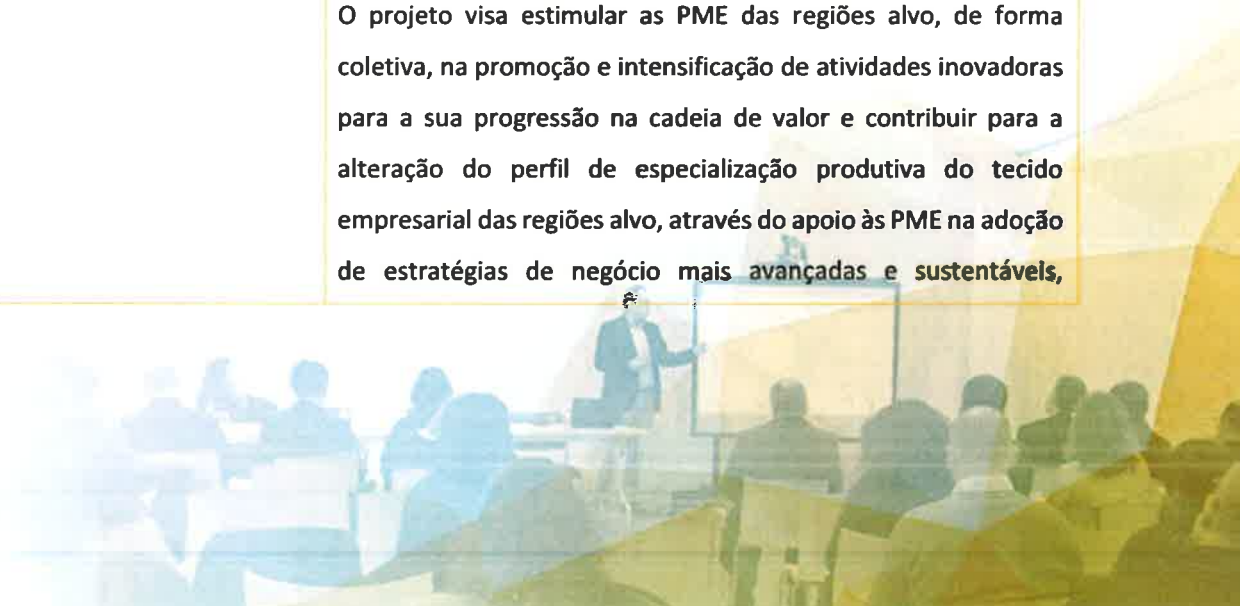 O projeto visa estimular as PME das regiões alvo, de forma
coletiva, na promoção e intensificação de atividades inovadoras
para a sua progressão na cadeia de valor e contribuir para a
alteração do perfil de especialização produtiva do tecido
empresarial das regiões alvo, através do apoio às PME na adoção
de estratégias de negócio mais avançadas e sustentáveis,